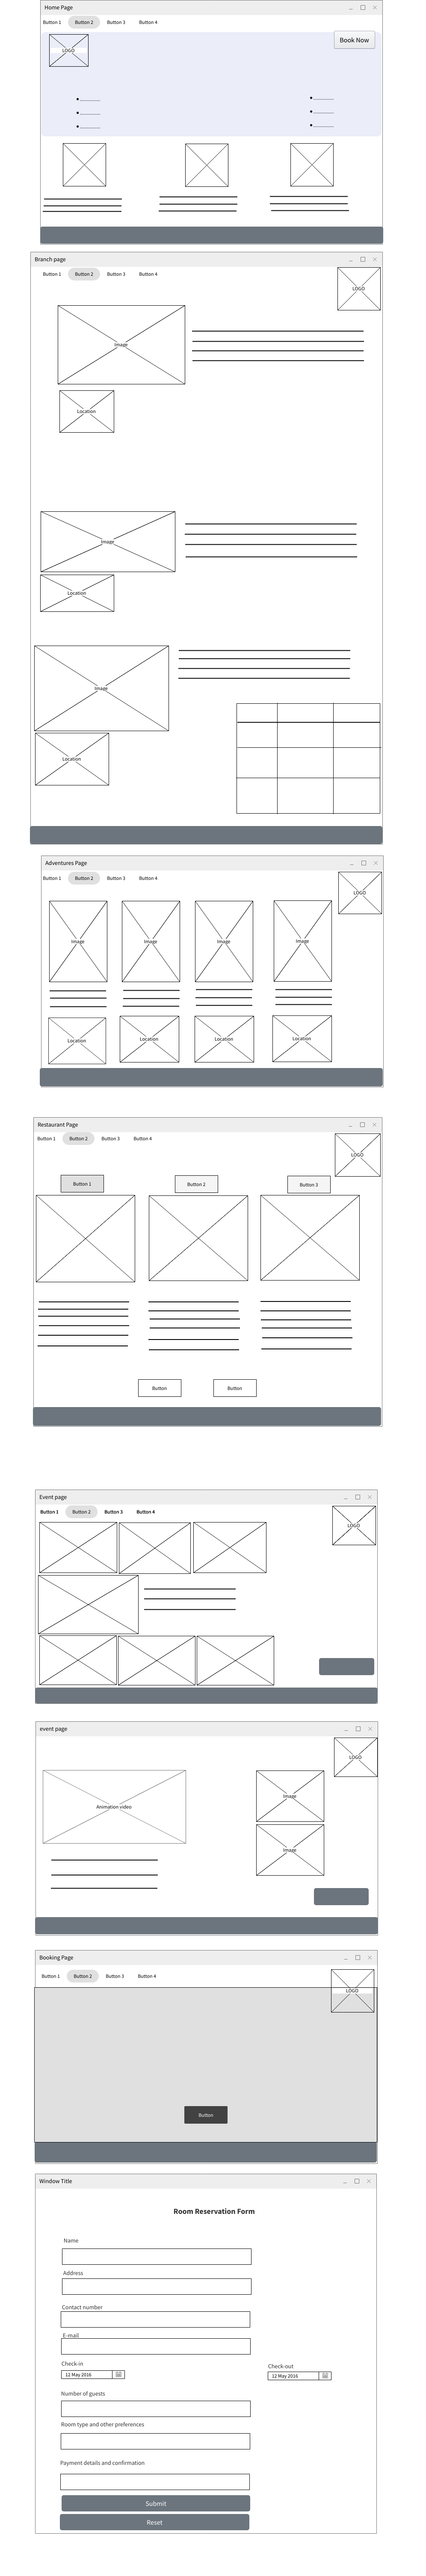 Home Page
Button 1 Button 2 Button 3 Button 4
Book Now
LOGO
Branch page
Button 1 Button 2 Button 3 Button 4
LOGO
Image
Location
Image
Location
Image
Location
Adventures Page
Button 1 Button 2 Button 3 Button 4
LOGO
Image Image Image Image
Location Location Location Location
Restaurant Page
Button 1 Button 2 Button 3 Button 4
LOGO
Button 1 Button 2 Button 3
Button Button
Event page
Button 1 Button 2 Button 3 Button 4
LOGO
event page
LOGO
Image
Animation video
Image
Booking Page
Button 1 Button 2 Button 3 Button 4
LOGO
Button
Window Title
Room Reservation Form
Name
Address
Contact number
E-mail
Check-in Check-out
12 May 2016 12 May 2016
Number of guests
Room type and other preferences
Payment details and confirmation
Submit
Reset